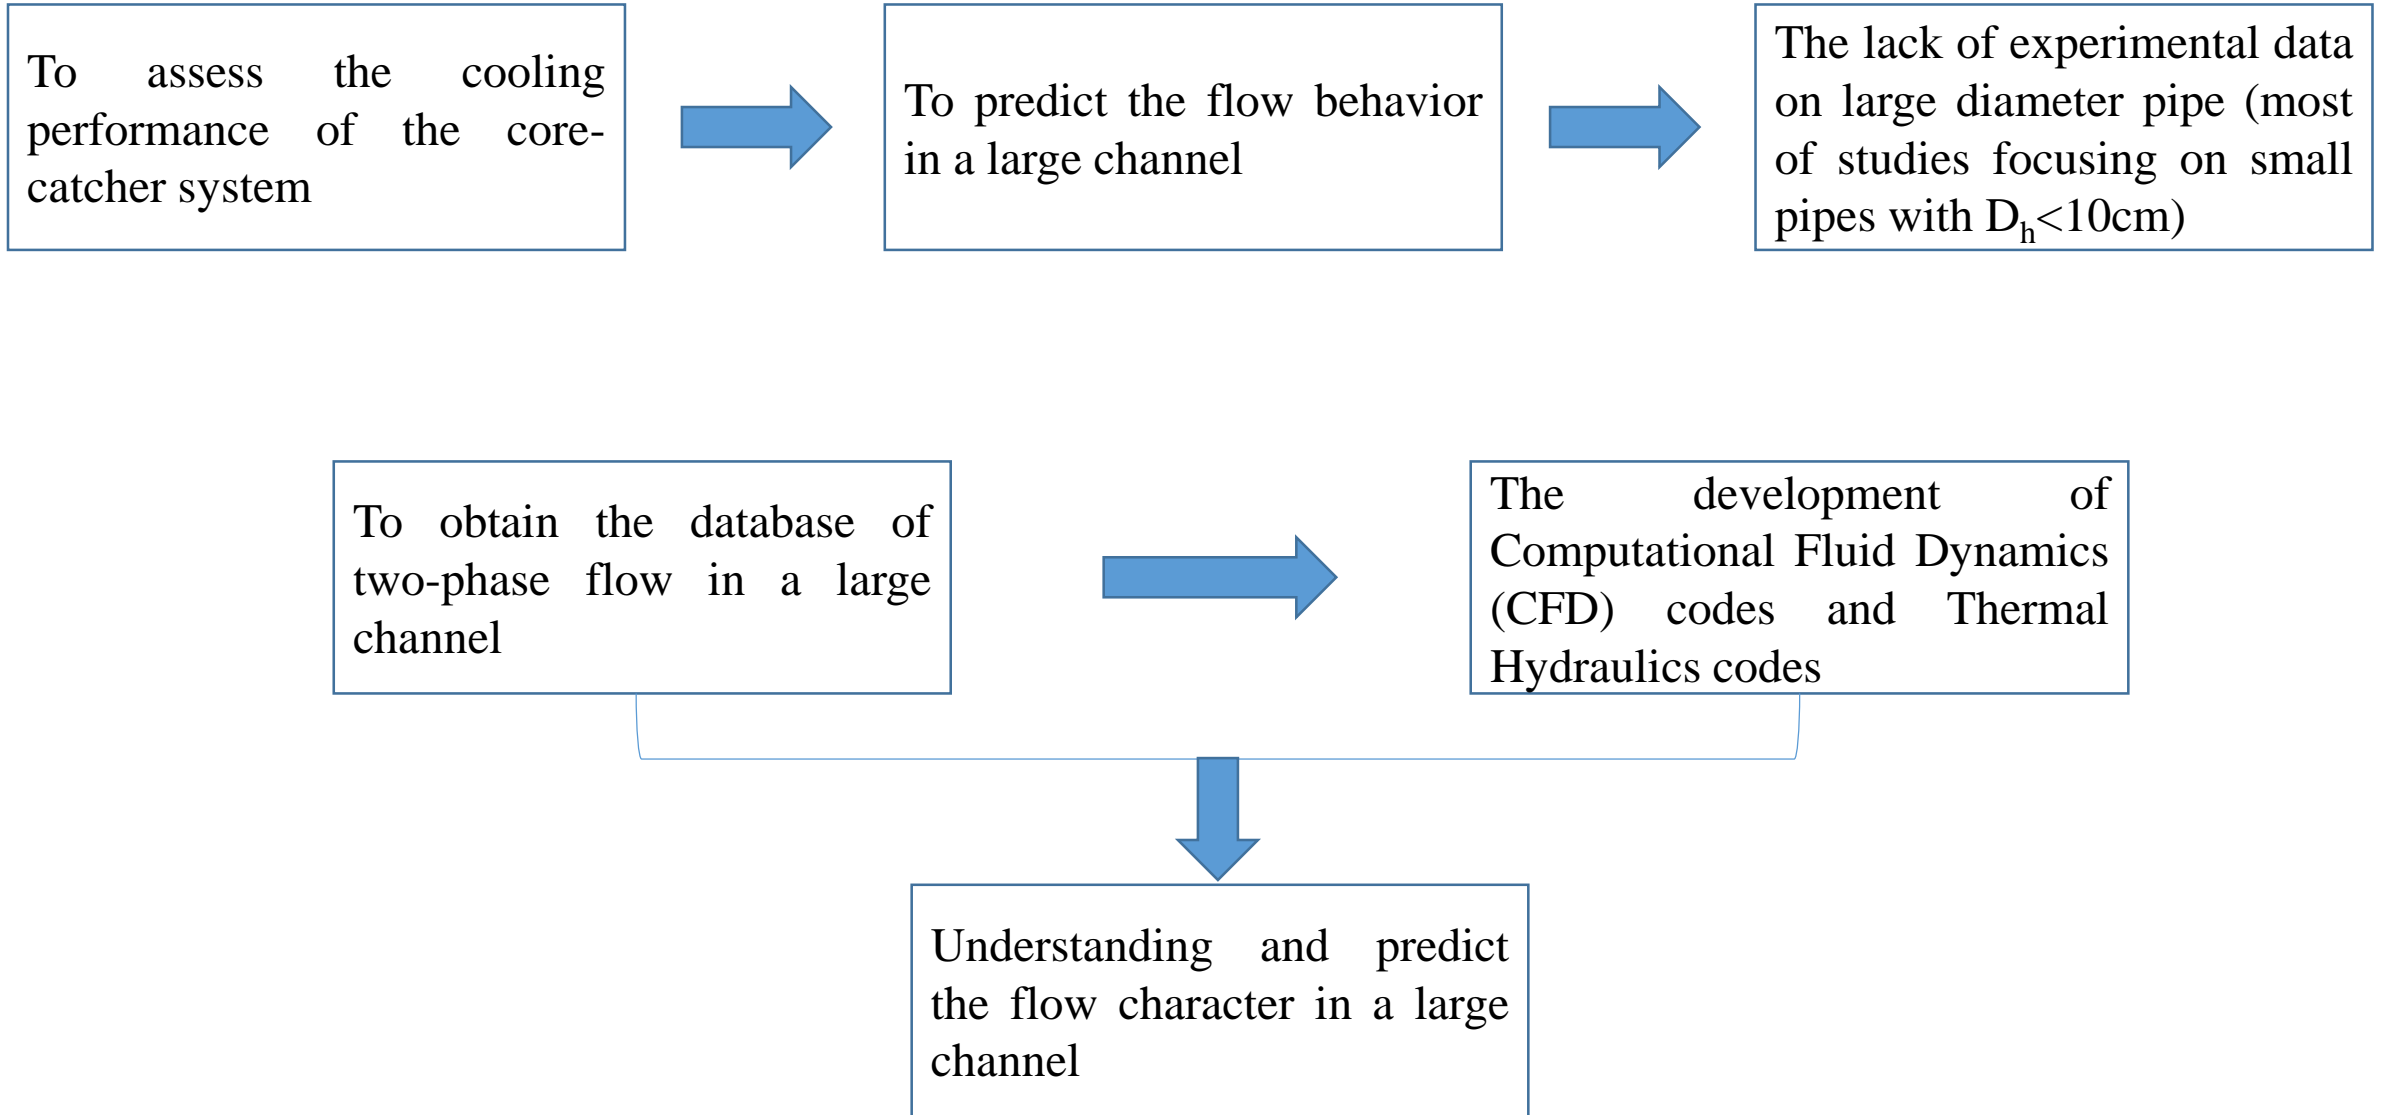 To assess the cooling
performance of the core-
catcher system
To predict the flow behavior
in a large channel
The lack of experimental data
on large diameter pipe (most
of studies focusing on small
pipes with Dh<10cm)
To obtain the database of
two-phase flow in a large
channel
The development of
Computational Fluid Dynamics
(CFD) codes and Thermal
Hydraulics codes
Understanding and predict
the flow character in a large
channel